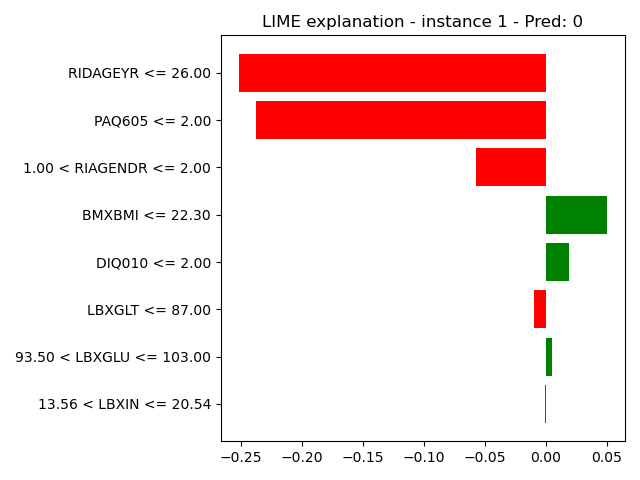 LIME explanation - instance 1 - Pred: 0
RIDAGEYR <= 26.00
PAQ605 <= 2.00
1.00 < RIAGENDR <= 2.00
BMXBMI <= 22.30
DIQ010 <= 2.00
LBXGLT <= 87.00
93.50 < LBXGLU <= 103.00
13.56 < LBXIN <= 20.54
−0.25 −0.20 −0.15 −0.10 −0.05 0.00 0.05